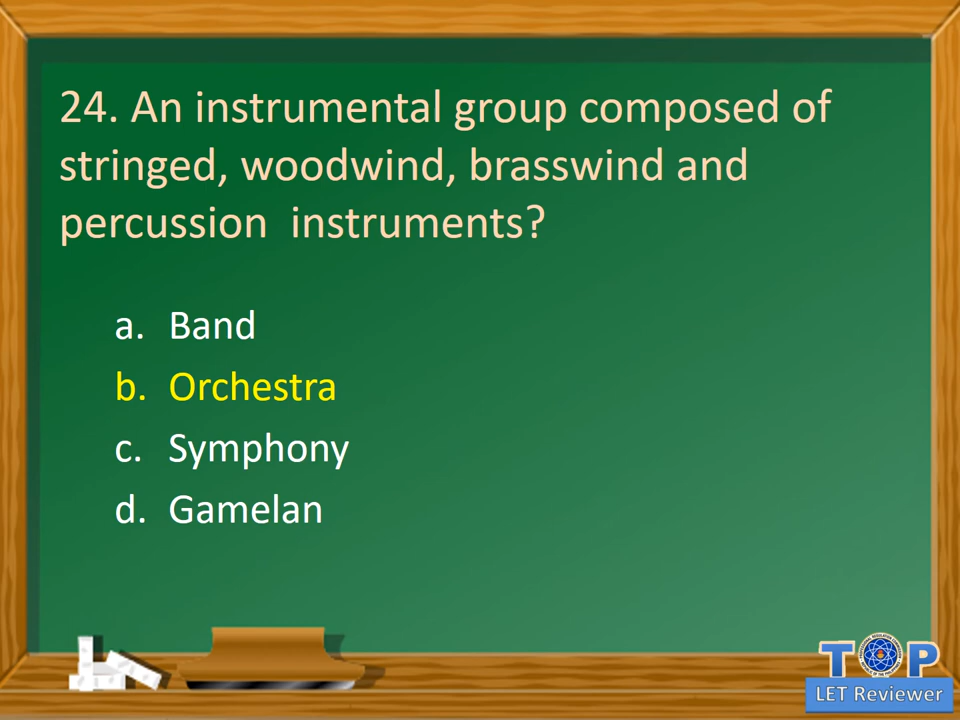 24. An instrumental group composed of
stringed, woodwind, brasswind and
percussion  instruments?
a. Band
b. Orchestra
c. Symphony
d. Gamelan
TOP
LET Reviewer